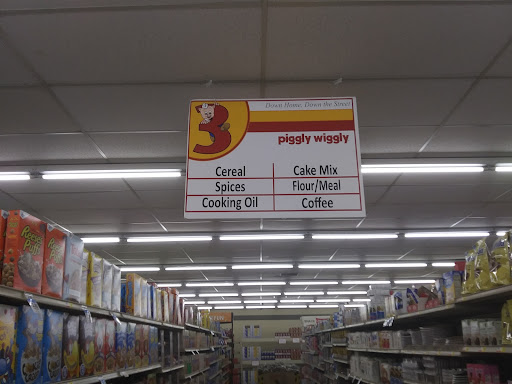 Down Home, Down the Street
3
piggly wiggly
Cereal Cake Mix
Spices Flour/Meal
Cooking Oil Coffee